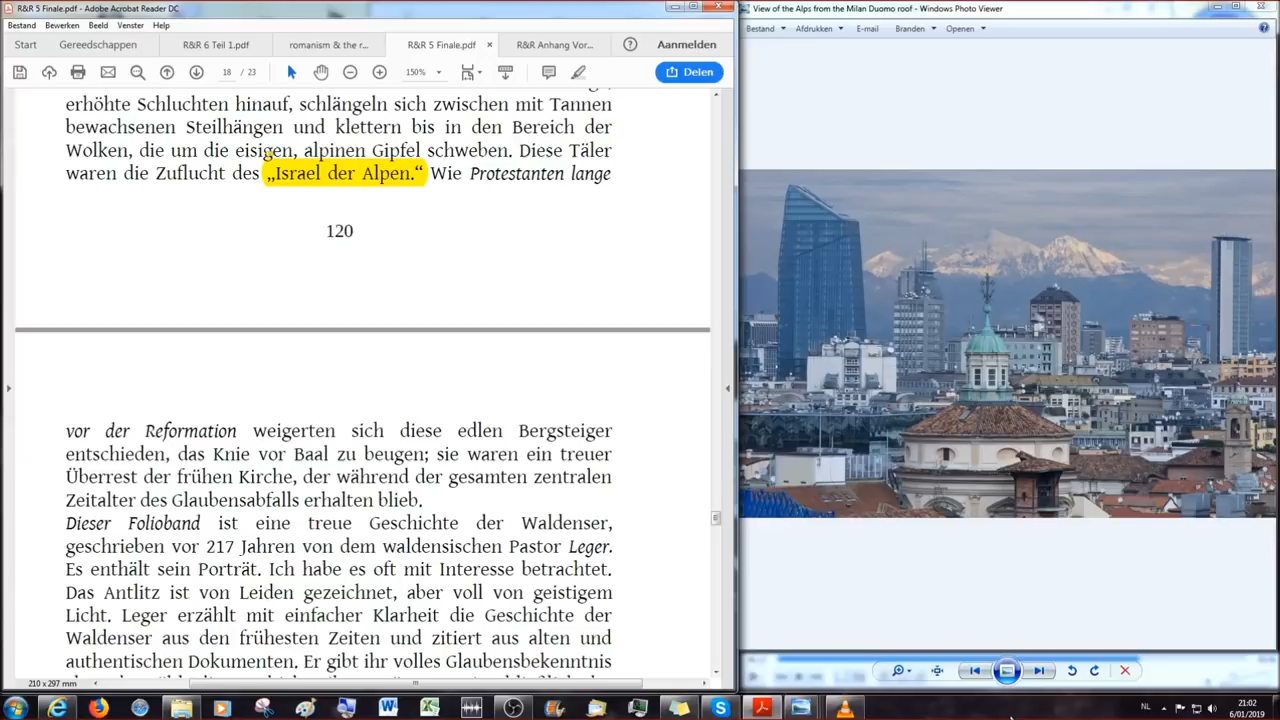 R&R 5 Finale.pdf - Adobe Acrobat Reader DC
Bestand Bewerken Beeld Venster Help
Start Gereedschappen R&R 6 Teil 1.pdf romanism & the r... R&R 5 Finale.pdf × R&R Anhang Vor... Aanmelden
18 / 23 150% Delen
erhöhte Schluchten hinauf, schlängeln sich zwischen mit Tannen
bewachsenen Steilhängen und klettern bis in den Bereich der
Wolken, die um die eisigen, alpinen Gipfel schweben. Diese Täler
waren die Zuflucht des „Israel der Alpen.“ Wie Protestanten lange
120
vor der Reformation weigerten sich diese edlen Bergsteiger
entschieden, das Knie vor Baal zu beugen; sie waren ein treuer
Überrest der frühen Kirche, der während der gesamten zentralen
Zeitalter des Glaubensabfalls erhalten blieb.
Dieser Folioband ist eine treue Geschichte der Waldenser,
geschrieben vor 217 Jahren von dem waldensischen Pastor Leger.
Es enthält sein Porträt. Ich habe es oft mit Interesse betrachtet.
Das Antlitz ist von Leiden gezeichnet, aber voll von geistigem
Licht. Leger erzählt mit einfacher Klarheit die Geschichte der
Waldenser aus den frühesten Zeiten und zitiert aus alten und
authentischen Dokumenten. Er gibt ihr volles Glaubensbekenntnis
210 x 297 mm
View of the Alps from the Milan Duomo roof - Windows Photo Viewer
Bestand Afdrukken E-mail Branden Openen
NL 21:02
6/01/2019